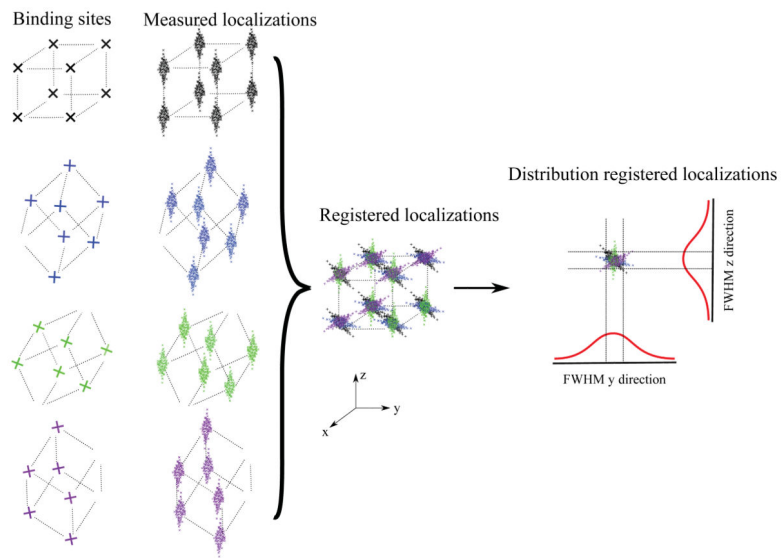 Binding sites
Measured localizations
Registered localizations
Distribution registered localizations
FWHM z direction
FWHM y direction
z
y
x